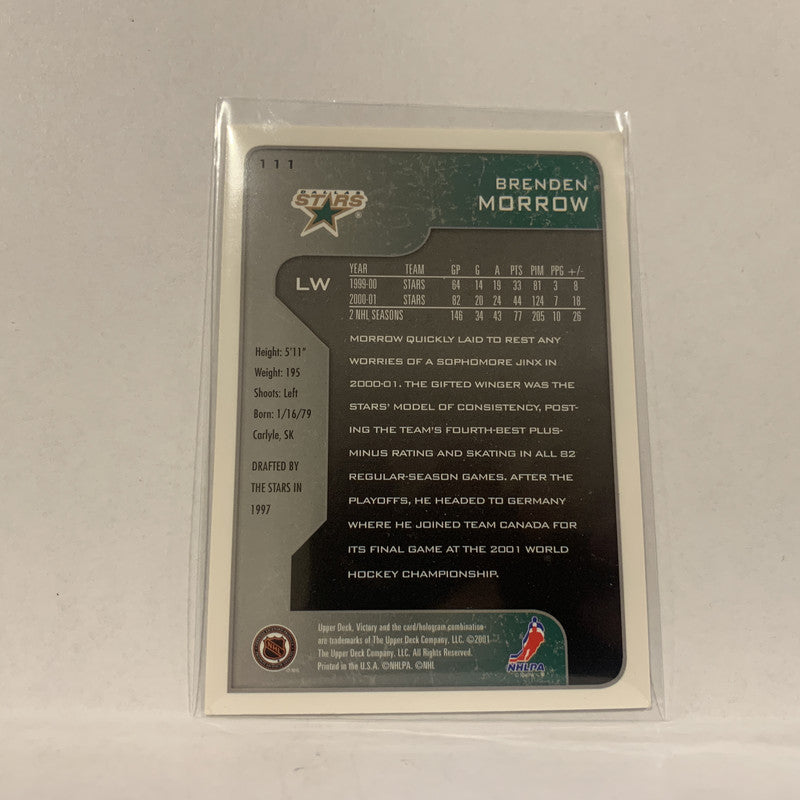 111
DALLAS
STARS
BRENDEN
MORROW
LW
YEAR TEAM GP G A PTS PIM PPG +/-
1999-00 STARS 64 14 19 33 81 3 8
2000-01 STARS 82 20 24 44 124 7 18
2 NHL SEASONS 146 34 43 77 205 10 26
Height: 5'11"
Weight: 195
Shoots: Left
Born: 1/16/79
Carlyle, SK
DRAFTED BY
THE STARS IN
1997
MORROW QUICKLY LAID TO REST ANY
WORRIES OF A SOPHOMORE JINX IN
2000-01. THE GIFTED WINGER WAS THE
STARS' MODEL OF CONSISTENCY, POST-
ING THE TEAM'S FOURTH-BEST PLUS-
MINUS RATING AND SKATING IN ALL 82
REGULAR-SEASON GAMES. AFTER THE
PLAYOFFS, HE HEADED TO GERMANY
WHERE HE JOINED TEAM CANADA FOR
ITS FINAL GAME AT THE 2001 WORLD
HOCKEY CHAMPIONSHIP.
Upper Deck, Victory and the card/hologram combination
are trademarks of The Upper Deck Company, LLC. ©2001
The Upper Deck Company, LLC. All Rights Reserved.
Printed in the U.S.A. ©NHLPA. ©NHL
NHL
NHLPA